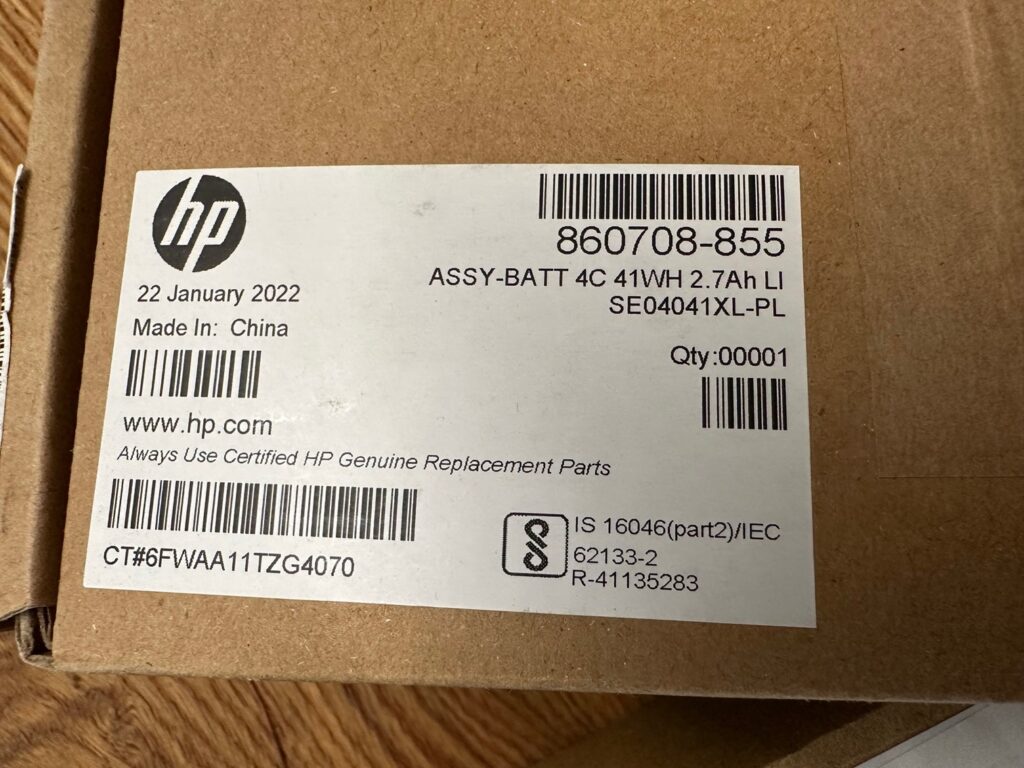 hp
860708-855
ASSY-BATT 4C 41WH 2.7Ah LI
SE04041XL-PL
22 January 2022
Made In: China
Qty:00001
www.hp.com
Always Use Certified HP Genuine Replacement Parts
CT#6FWAA11TZG4070
IS 16046(part2)/IEC
62133-2
R-41135283